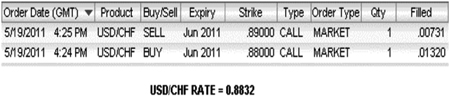 Order Date (GMT) Product Buy/Sell Expiry Strike Type Order Type Qty Filled
5/19/2011 4:25 PM USD/CHF SELL Jun 2011 .89000 CALL MARKET 1 .00731
5/19/2011 4:24 PM USD/CHF BUY Jun 2011 .88000 CALL MARKET 1 .01320
USD/CHF RATE = 0.8832